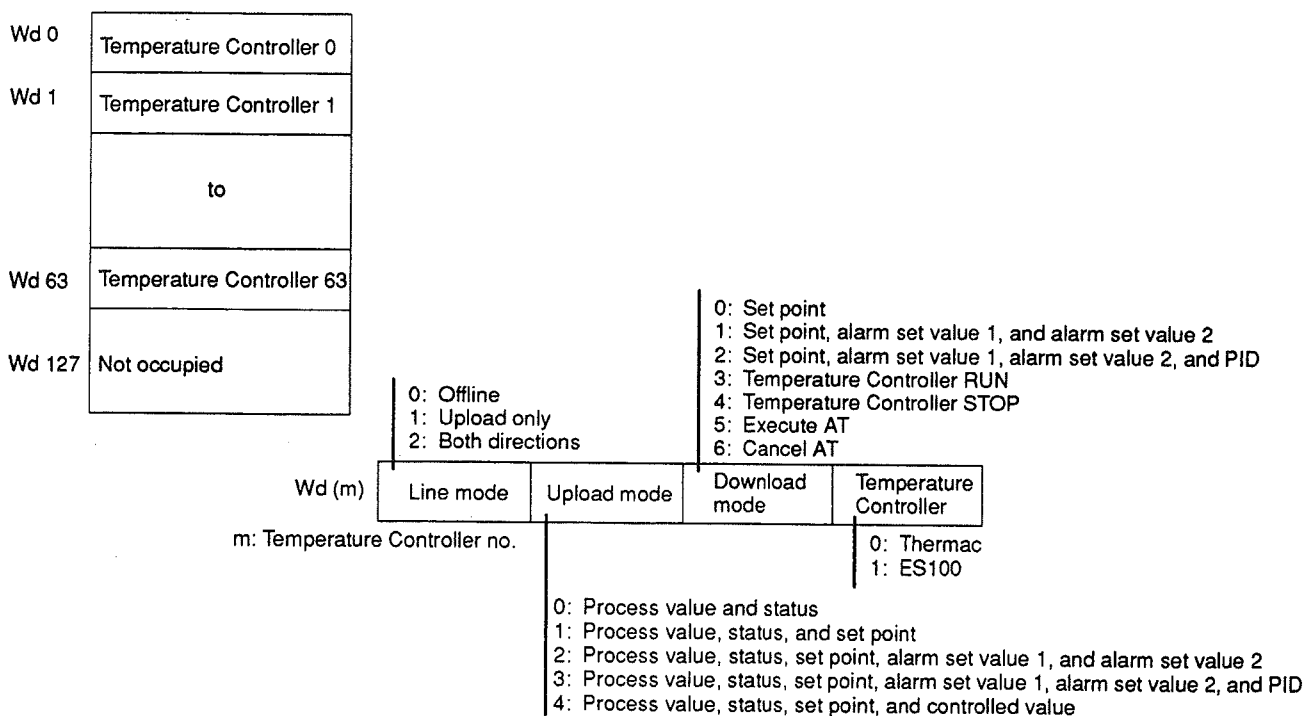 Wd 0
Temperature Controller 0
Wd 1
Temperature Controller 1
to
Wd 63
Temperature Controller 63
Wd 127
Not occupied
0: Set point
1: Set point, alarm set value 1, and alarm set value 2
2: Set point, alarm set value 1, alarm set value 2, and PID
3: Temperature Controller RUN
4: Temperature Controller STOP
5: Execute AT
6: Cancel AT
0: Offline
1: Upload only
2: Both directions
Wd (m)
Line mode
Upload mode
Download
mode
Temperature
Controller
m: Temperature Controller no.
0: Thermac
1: ES100
0: Process value and status
1: Process value, status, and set point
2: Process value, status, set point, alarm set value 1, and alarm set value 2
3: Process value, status, set point, alarm set value 1, alarm set value 2, and PID
4: Process value, status, set point, and controlled value